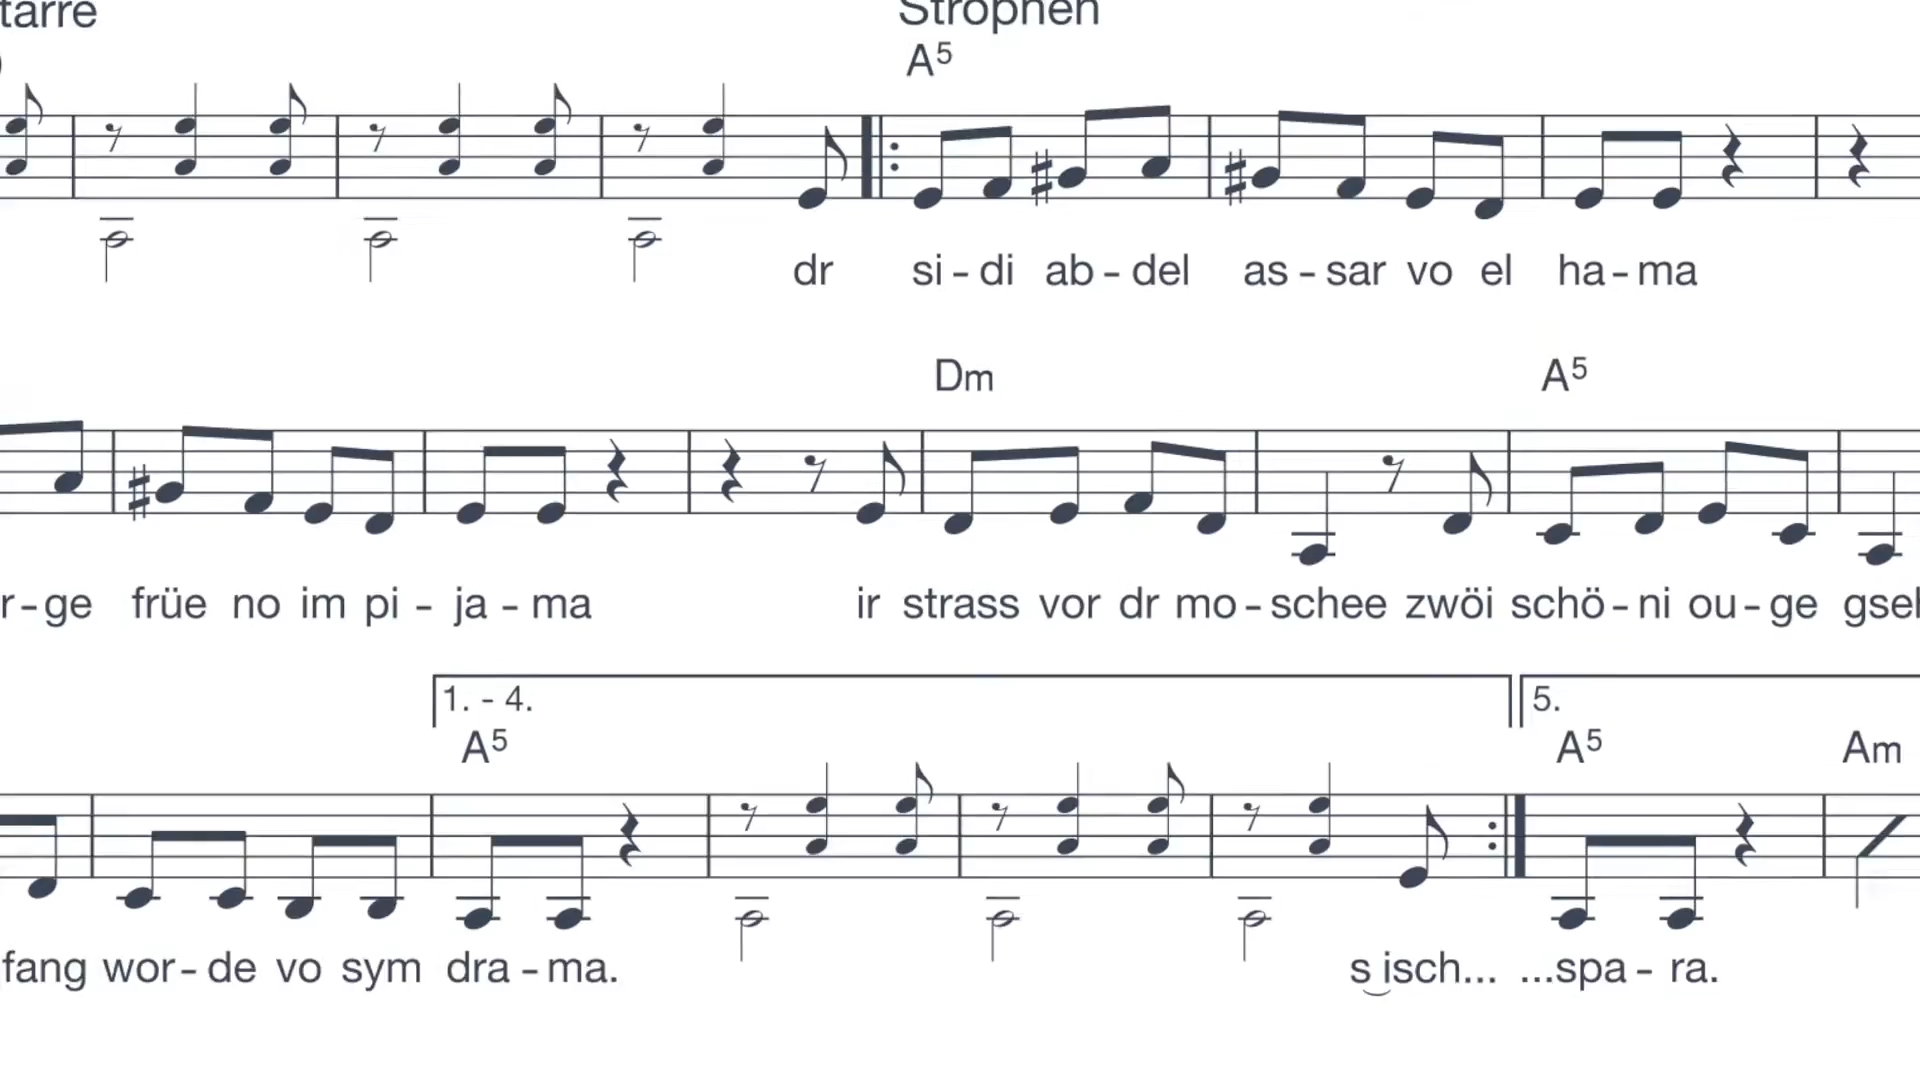 tarre
Strophen
A5
dr si-di ab-del as-sar vo el ha-ma
Dm A5
r-ge früe no im pi-ja-ma ir strass vor dr mo-schee zwöi schö-ni ou-ge gseh
1. - 4. 5.
A5 A5 Am
fang wor-de vo sym dra-ma. s isch... ...spa-ra.